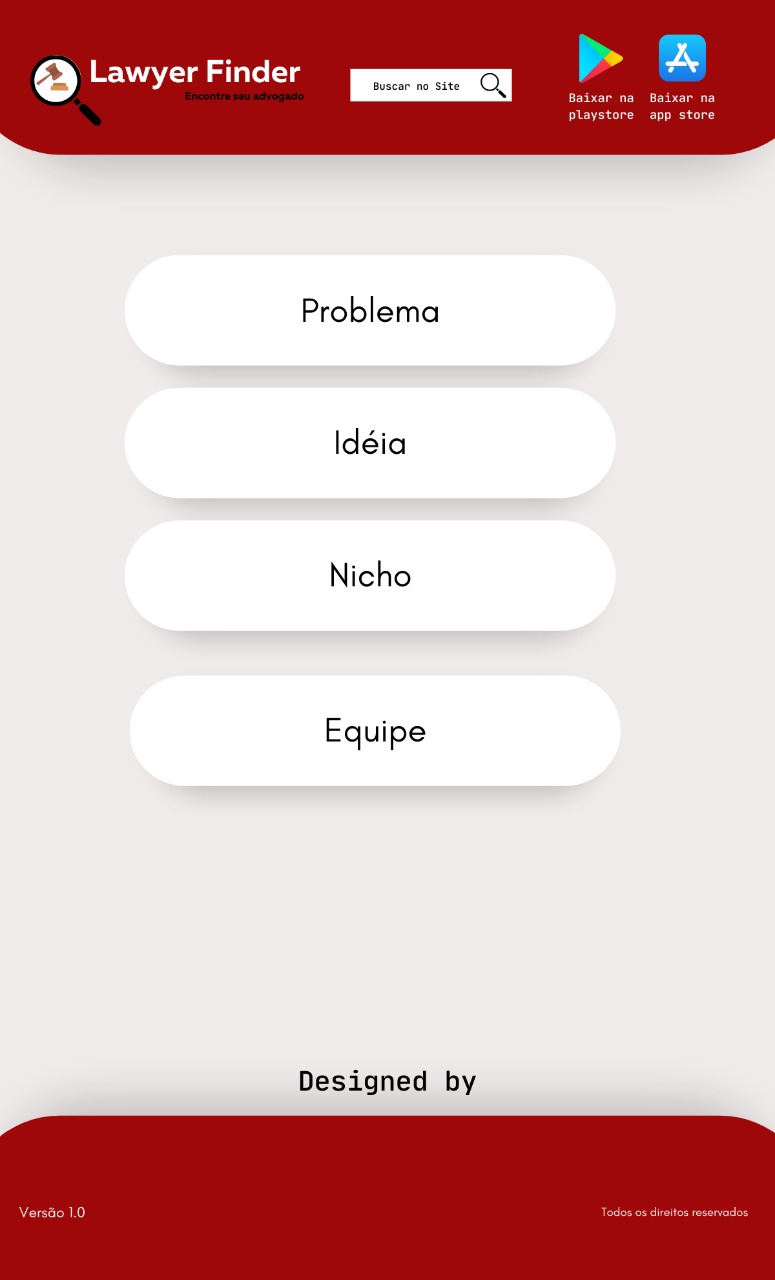 Lawyer Finder
Encontre seu advogado
Buscar no Site
Baixar na
playstore
Baixar na
app store
Problema
Idéia
Nicho
Equipe
Designed by
Versão 1.0
Todos os direitos reservados